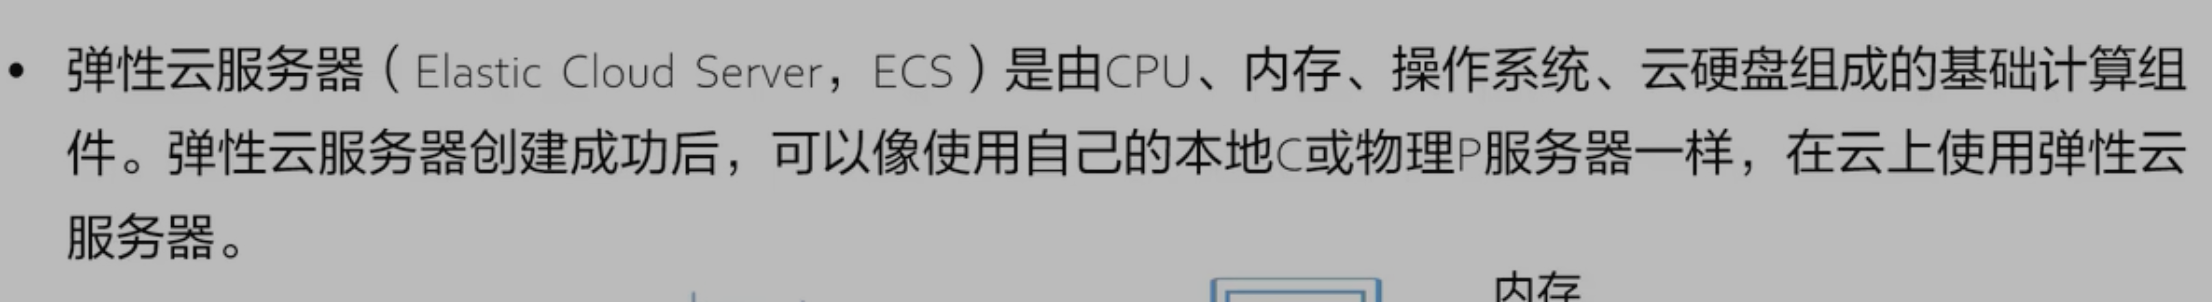 • 弹性云服务器（Elastic Cloud Server，ECS）是由CPU、内存、操作系统、云硬盘组成的基础计算组
件。弹性云服务器创建成功后，可以像使用自己的本地C或物理P服务器一样，在云上使用弹性云
服务器。
内存